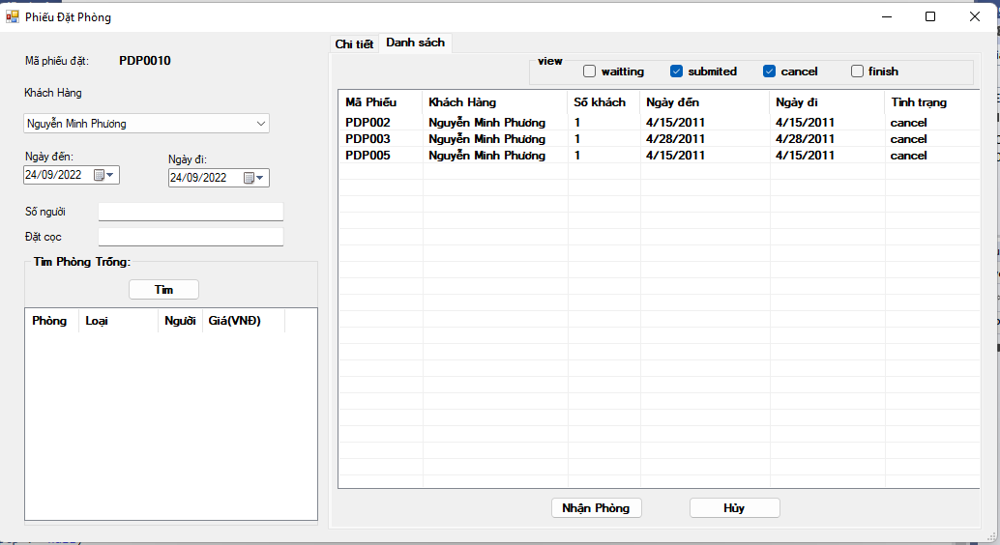 Phiếu Đặt Phòng
Mã phiếu đặt: PDP0010
Khách Hàng
Nguyễn Minh Phương
Ngày đến: Ngày đi:
24/09/2022 24/09/2022
Số người
Đặt cọc
Tìm Phòng Trống:
Tìm
Phòng Loại Người Giá(VNĐ)
Chi tiết Danh sách
view
waitting submited cancel finish
Mã Phiếu Khách Hàng Số khách Ngày đến Ngày đi Tình trạng
PDP002 Nguyễn Minh Phương 1 4/15/2011 4/15/2011 cancel
PDP003 Nguyễn Minh Phương 1 4/28/2011 4/28/2011 cancel
PDP005 Nguyễn Minh Phương 1 4/15/2011 4/15/2011 cancel
Nhận Phòng Hủy